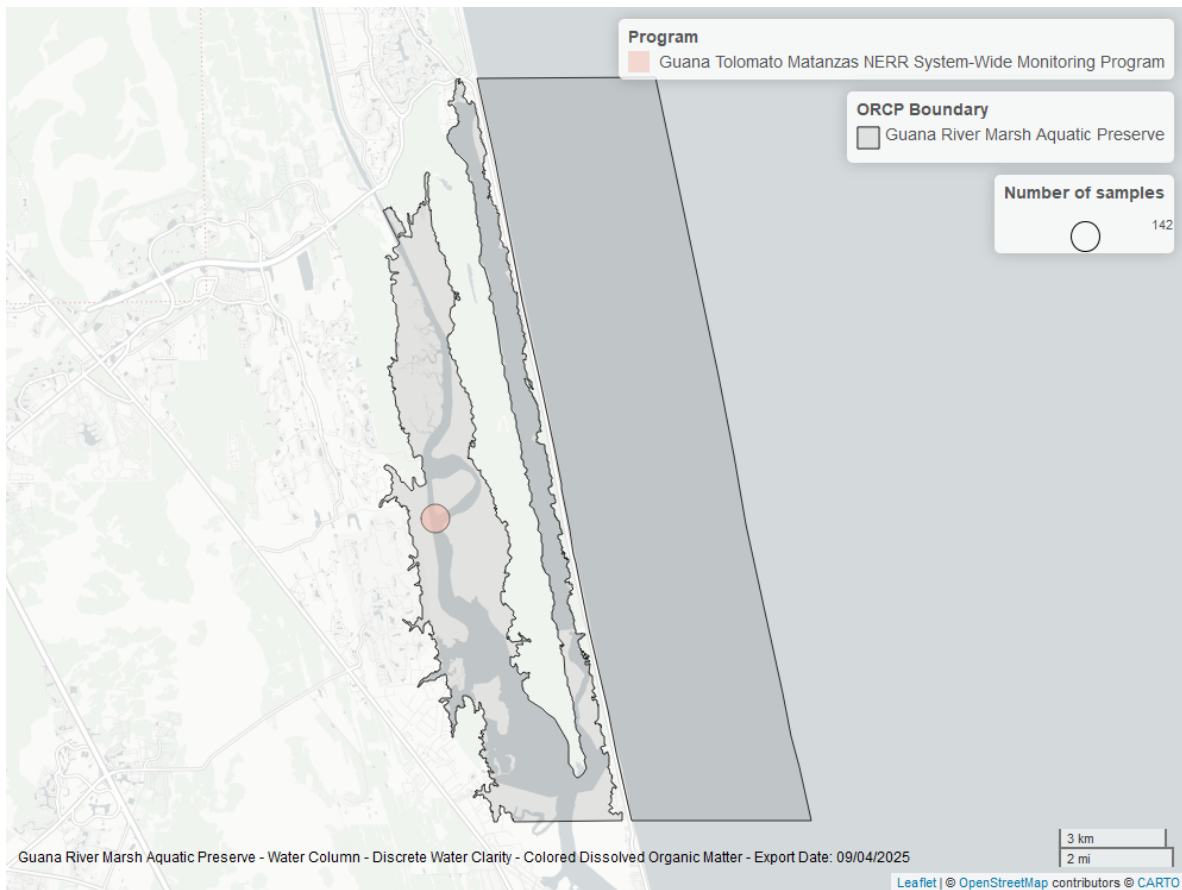 Program
Guana Tolomato Matanzas NERR System-Wide Monitoring Program
ORCP Boundary
Guana River Marsh Aquatic Preserve
Number of samples
142
3 km
2 mi
Guana River Marsh Aquatic Preserve - Water Column - Discrete Water Clarity - Colored Dissolved Organic Matter - Export Date: 09/04/2025
Leaflet | © OpenStreetMap contributors © CARTO